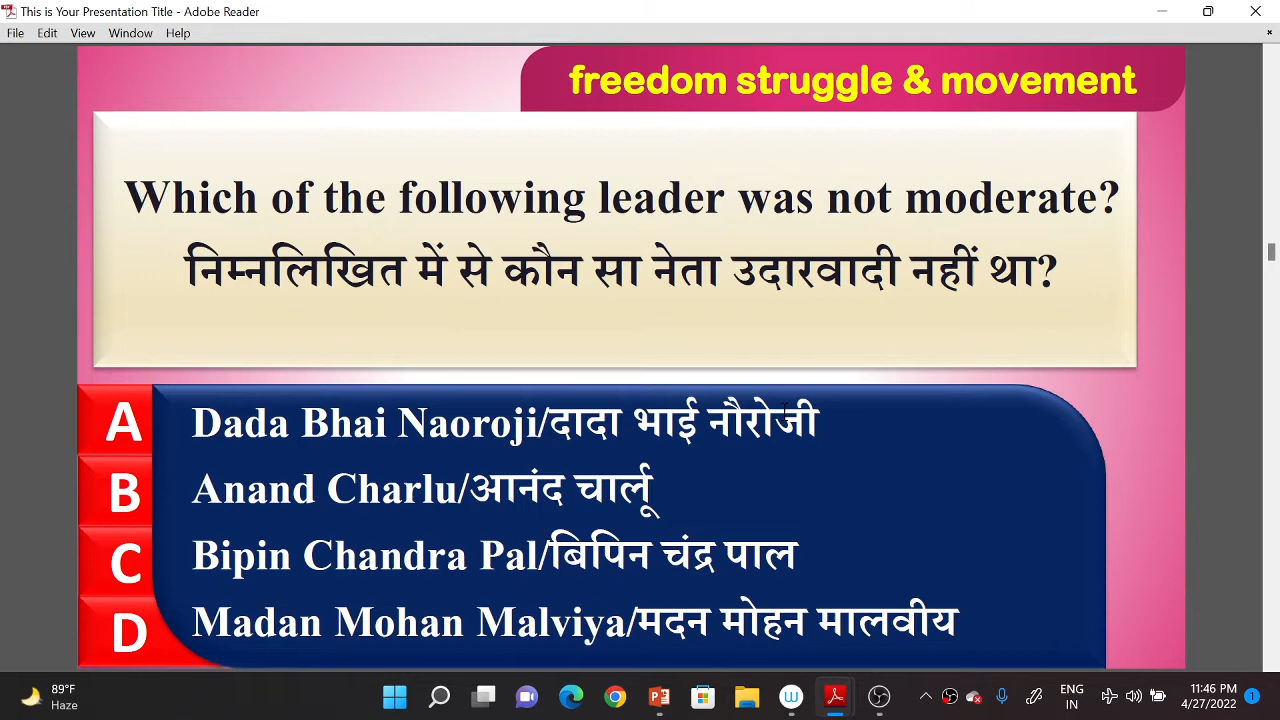 This is Your Presentation Title - Adobe Reader
File Edit View Window Help
freedom struggle & movement
Which of the following leader was not moderate?
निम्नलिखित में से कौन सा नेता उदारवादी नहीं था?
A Dada Bhai Naoroji/दादा भाई नौरोजी
B Anand Charlu/आनंद चार्लू
C Bipin Chandra Pal/बिपिन चंद्र पाल
D Madan Mohan Malviya/मदन मोहन मालवीय
89°F
Haze
ENG
IN
11:46 PM
4/27/2022
1